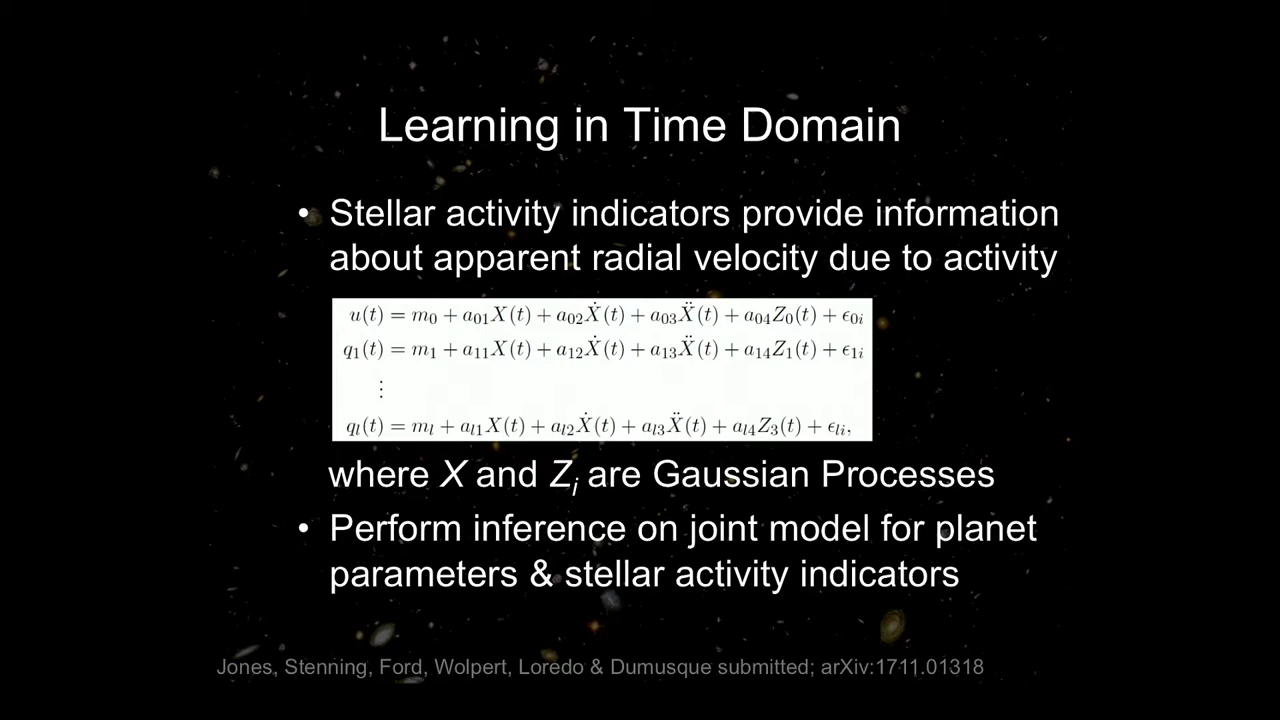 Learning in Time Domain
• Stellar activity indicators provide information
about apparent radial velocity due to activity
u(t) = m₀ + a₀₁X(t) + a₀₂Ẋ(t) + a₀₃Ẍ(t) + a₀₄Z₀(t) + ϵ₀ᵢ
q₁(t) = m₁ + a₁₁X(t) + a₁₂Ẋ(t) + a₁₃Ẍ(t) + a₁₄Z₁(t) + ϵ₁ᵢ
⋮
qₗ(t) = mₗ + aₗ₁X(t) + aₗ₂Ẋ(t) + aₗ₃Ẍ(t) + aₗ₄Z₃(t) + ϵₗᵢ,
where X and Zᵢ are Gaussian Processes
• Perform inference on joint model for planet
parameters & stellar activity indicators
Jones, Stenning, Ford, Wolpert, Loredo & Dumusque submitted; arXiv:1711.01318